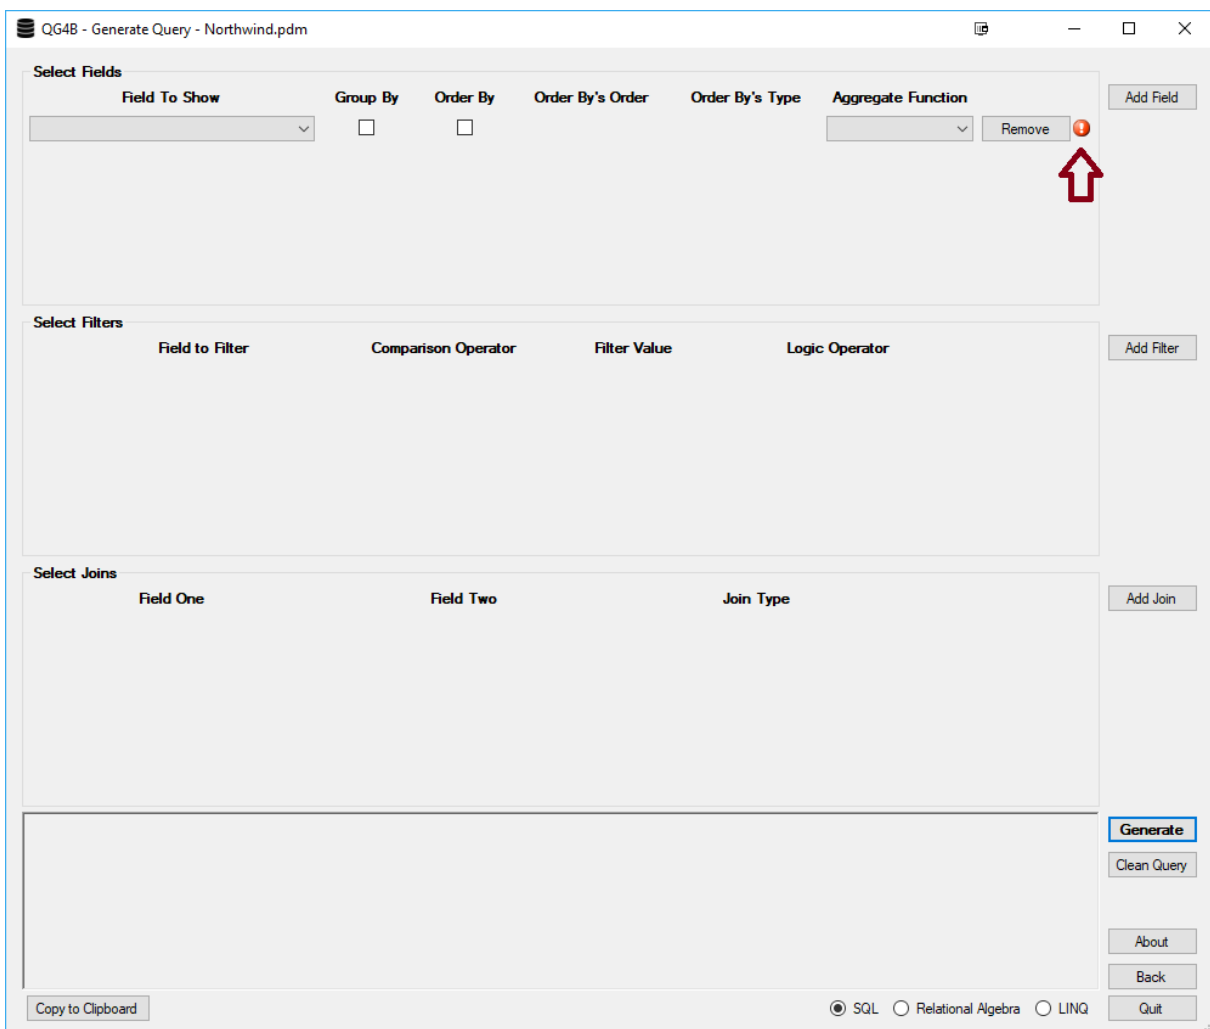 QG4B - Generate Query - Northwind.pdm
Select Fields
Field To Show Group By Order By Order By's Order Order By's Type Aggregate Function Add Field
Remove
Select Filters
Field to Filter Comparison Operator Filter Value Logic Operator Add Filter
Select Joins
Field One Field Two Join Type Add Join
Generate
Clean Query
About
Back
Copy to Clipboard SQL Relational Algebra LINQ Quit